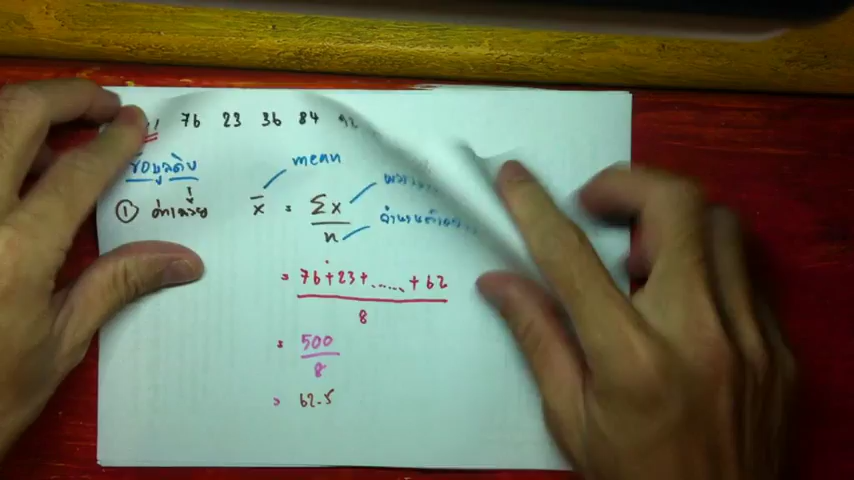 76 23 36 84
ข้อมูลดิบ
mean
① ค่าเฉลี่ย x̄ = Σx
n
= 76+23+......+62
8
= 500
8
= 62.5